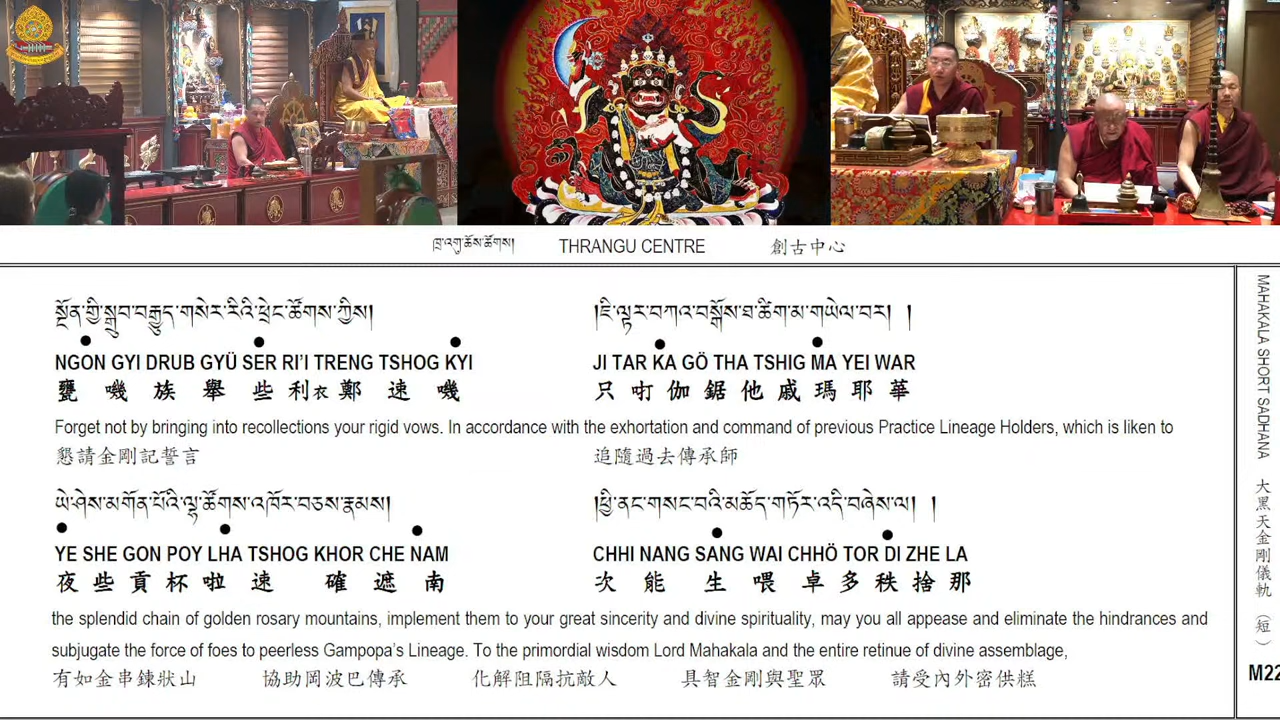 ཁྲ་འགུ་ཆོས་ཚོགས། THRANGU CENTRE 創古中心
སྔོན་གྱི་སྒྲུབ་བརྒྱུད་གསེར་རིའི་ཕྲེང་ཚོགས་ཀྱིས། །ཇི་ལྟར་བཀའ་བསྒོས་ཐ་ཚིག་མ་གཡེལ་བར། །
NGON GYI DRUB GYÜ SER RI'I TRENG TSHOG KYI JI TAR KA GÖ THA TSHIG MA YEI WAR
甕 嘰 族 舉 些 利衣 鄭 速 嘰 只 叮 伽 鋸 他 戚 瑪 耶 華
Forget not by bringing into recollections your rigid vows. In accordance with the exhortation and command of previous Practice Lineage Holders, which is liken to
懇請金剛記誓言 追隨過去傳承師
ཡེ་ཤེས་མགོན་པོའི་ལྷ་ཚོགས་འཁོར་བཅས་རྣམས། །ཕྱི་ནང་གསང་བའི་མཆོད་གཏོར་འདི་བཞེས་ལ། །
YE SHE GON POY LHA TSHOG KHOR CHE NAM CHHI NANG SANG WAI CHHÖ TOR DI ZHE LA
夜 些 貢 杯 啦 速 確 遮 南 次 能 生 喂 卓 多 秩 捨 那
the splendid chain of golden rosary mountains, implement them to your great sincerity and divine spirituality, may you all appease and eliminate the hindrances and
subjugate the force of foes to peerless Gampopa's Lineage. To the primordial wisdom Lord Mahakala and the entire retinue of divine assemblage,
有如金串鍊狀山 協助岡波巴傳承 化解阻隔抗敵人 具智金剛與聖眾 請受內外密供糕
MAHAKALA SHORT SADHANA 大黑天金剛儀軌 (短)
M22